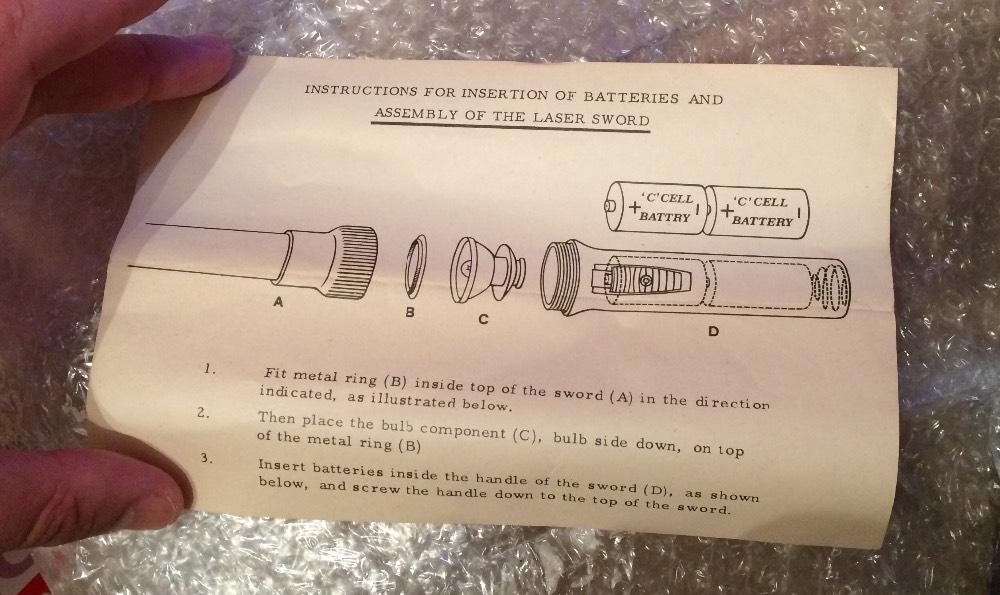 INSTRUCTIONS FOR INSERTION OF BATTERIES AND
ASSEMBLY OF THE LASER SWORD
+ 'C' CELL − + 'C' CELL −
BATTRY BATTERY
A
B
C
D
1. Fit metal ring (B) inside top of the sword (A) in the direction
indicated, as illustrated below.
2. Then place the bulb component (C), bulb side down, on top
of the metal ring (B)
3. Insert batteries inside the handle of the sword (D), as shown
below, and screw the handle down to the top of the sword.